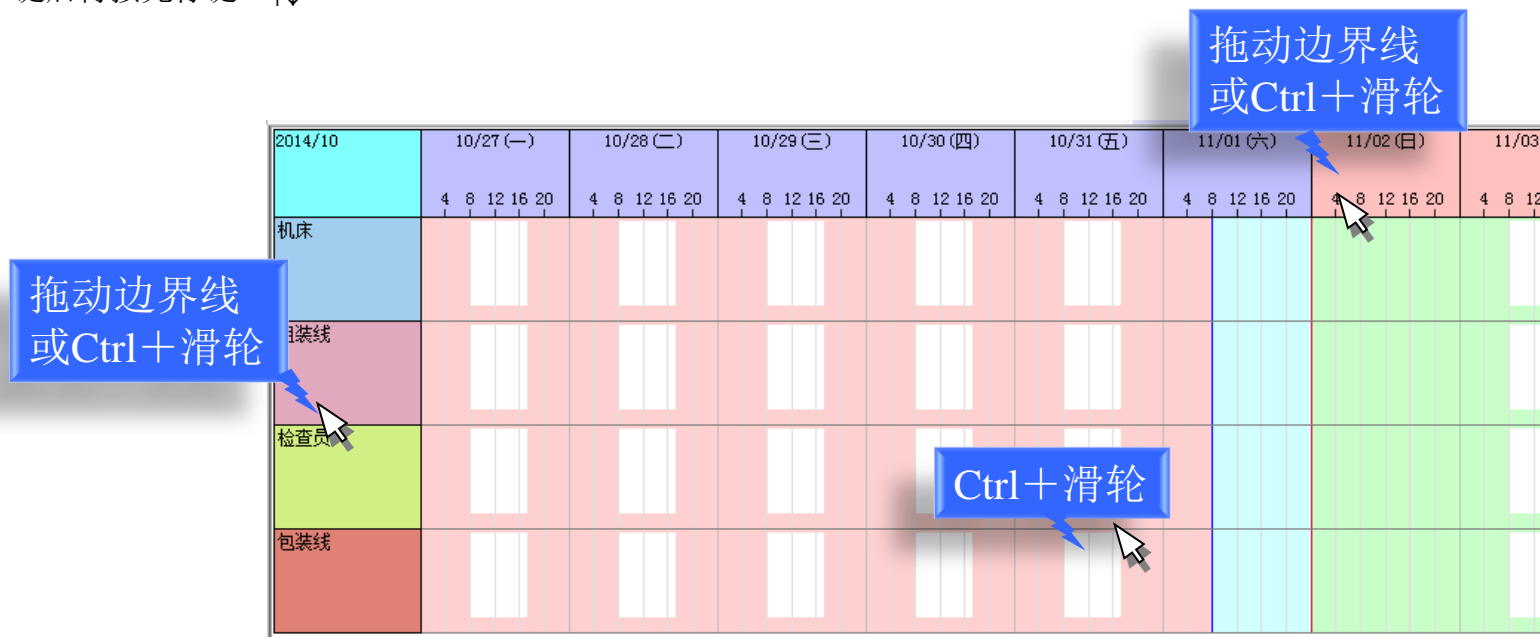 拖动边界线
或Ctrl＋滑轮
2014/10
10/27(一) 10/28(二) 10/29(三) 10/30(四) 10/31(五) 11/01(六) 11/02(日) 11/03
4 8 12 16 20 4 8 12 16 20 4 8 12 16 20 4 8 12 16 20 4 8 12 16 20 4 8 12 16 20 4 8 12 16 20 4 8 12
机床
拖动边界线
或Ctrl＋滑轮
装线
检查员
Ctrl＋滑轮
包装线